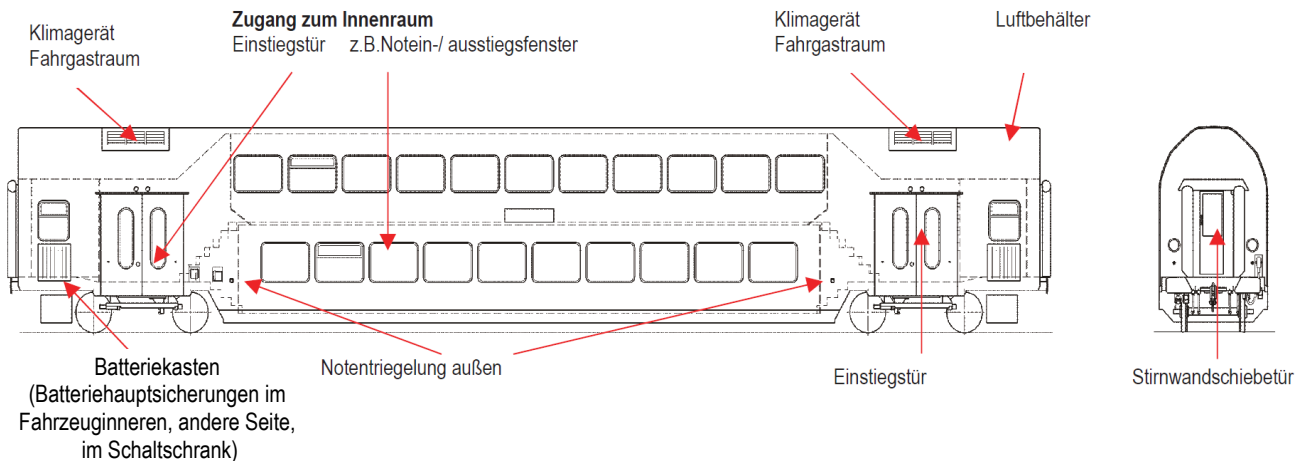 Klimagerät
Fahrgastraum
Zugang zum Innenraum
Einstiegstür z.B.Notein-/ ausstiegsfenster
Klimagerät
Fahrgastraum
Luftbehälter
Batteriekasten
(Batteriehauptsicherungen im
Fahrzeuginneren, andere Seite,
im Schaltschrank)
Notentriegelung außen
Einstiegstür
Stirnwandschiebetür